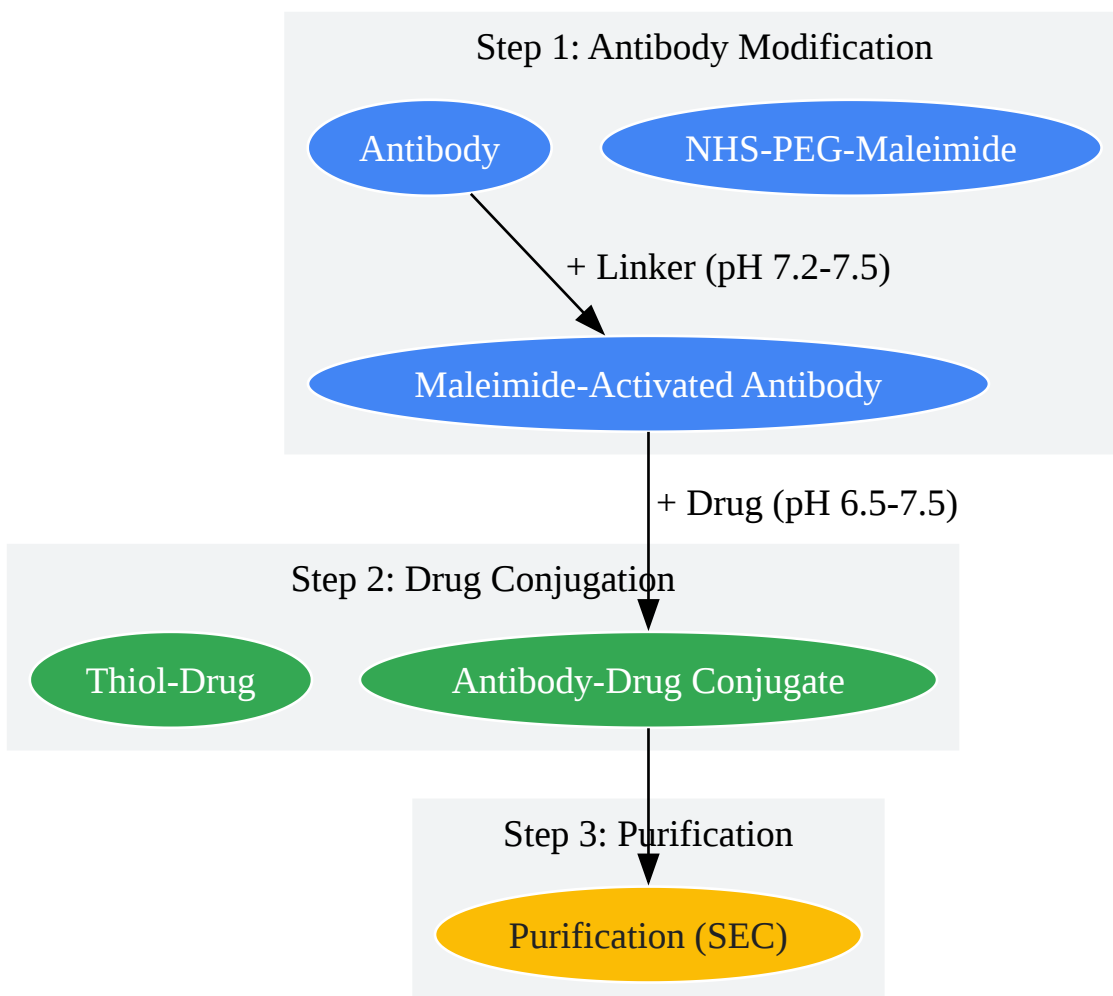 Step 1: Antibody Modification
Antibody
NHS-PEG-Maleimide
+ Linker (pH 7.2-7.5)
Maleimide-Activated Antibody
+ Drug (pH 6.5-7.5)
Step 2: Drug Conjugation
Thiol-Drug
Antibody-Drug Conjugate
Step 3: Purification
Purification (SEC)